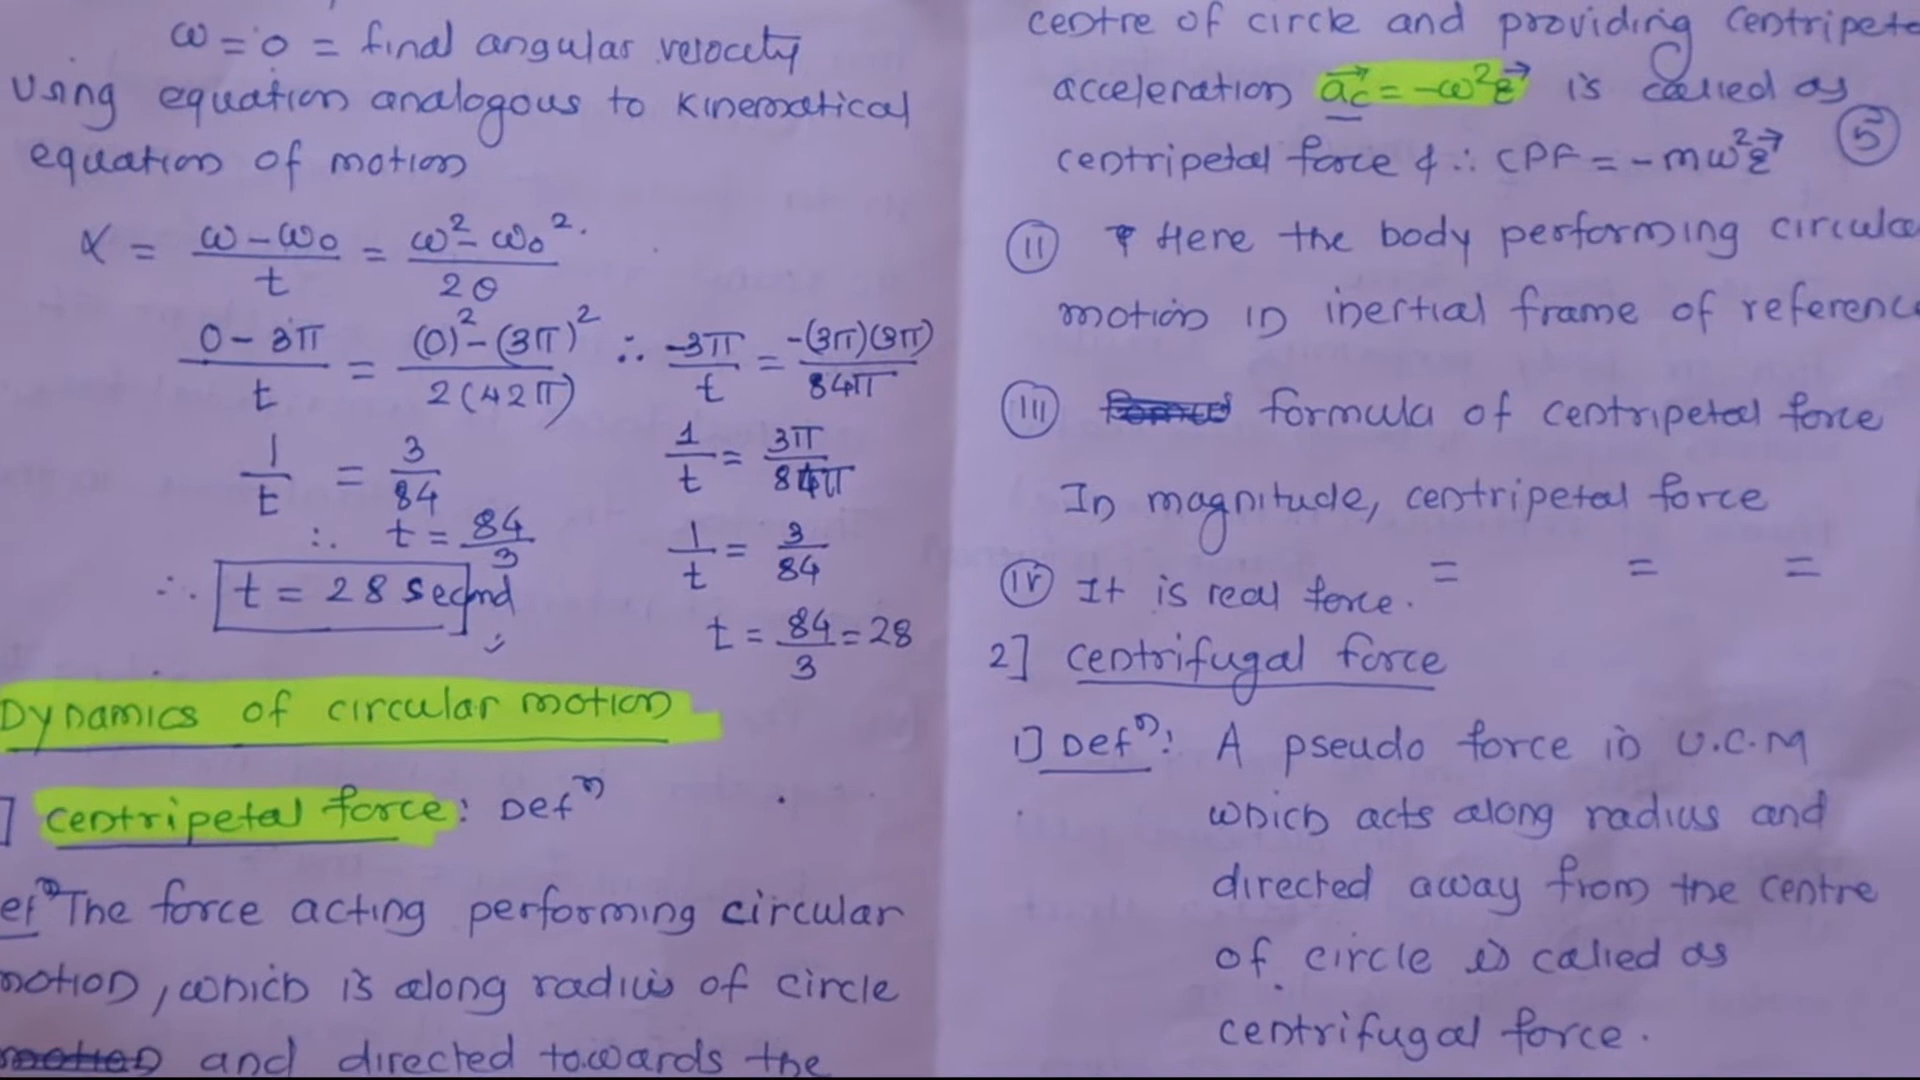 ω = 0 = final angular velocity
Using equation analogous to kinematical
equation of motion
α = (ω - ω₀)/t = (ω² - ω₀²)/2θ
(0 - 3π)/t = ((0)² - (3π)²)/2(42π) ∴ -3π/t = -(3π)(3π)/84π
1/t = 3/84
∴ t = 84/3
∴ t = 28 second
1/t = 3π/84π
1/t = 3/84
t = 84/3 = 28
Dynamics of circular motion
] centripetal force: Defⁿ
efⁿ The force acting performing circular
motion, which is along radius of circle
and directed towards the
centre of circle and providing centripeta
acceleration a⃗c = -ω²r⃗ is called as
centripetal force & ∴ CPF = -mω²r⃗ (5)
(ii) Here the body performing circula
motion in inertial frame of referenc
(iii) formula of centripetal force
In magnitude, centripetal force
= = =
(iv) It is real force.
2] centrifugal force
1] Defⁿ: A pseudo force in U.C.M
which acts along radius and
directed away from the centre
of circle is called as
centrifugal force.